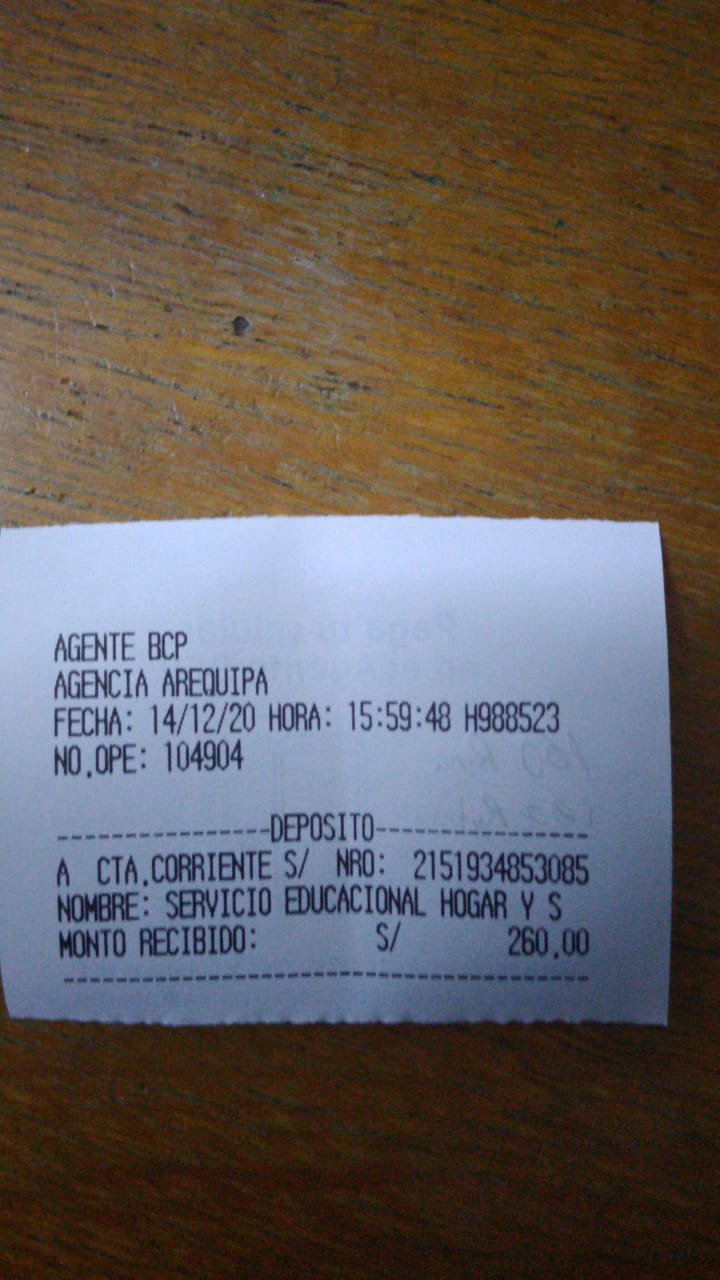 AGENTE BCP
AGENCIA AREQUIPA
FECHA: 14/12/20 HORA: 15:59:48 H988523
NO.OPE: 104904
----------------DEPOSITO----------------
A CTA.CORRIENTE S/ NRO: 2151934853085
NOMBRE: SERVICIO EDUCACIONAL HOGAR Y S
MONTO RECIBIDO: S/ 260.00
----------------------------------------